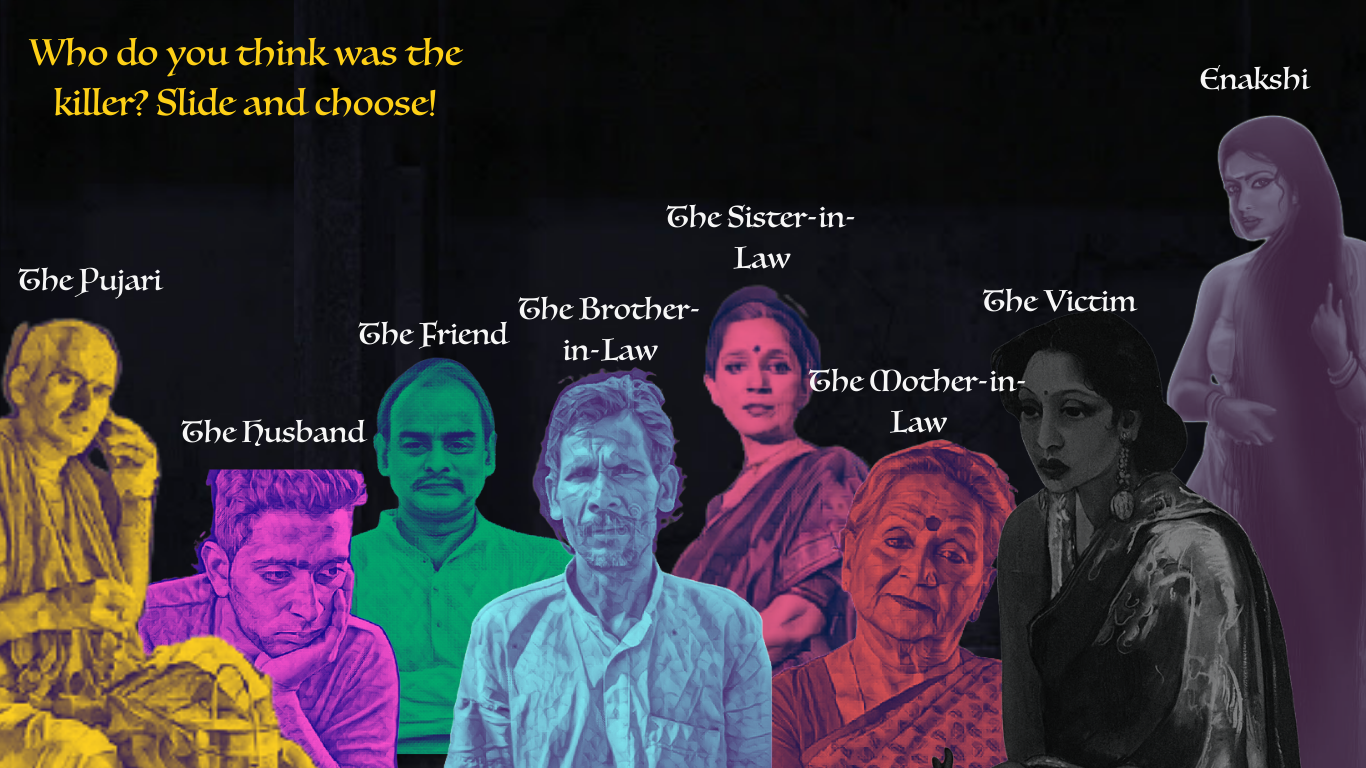 Who do you think was the
killer? Slide and choose!
Enakshi
The Sister-in-
Law
The Pujari
The Victim
The Brother-
in-Law
The Friend
The Mother-in-
Law
The Husband